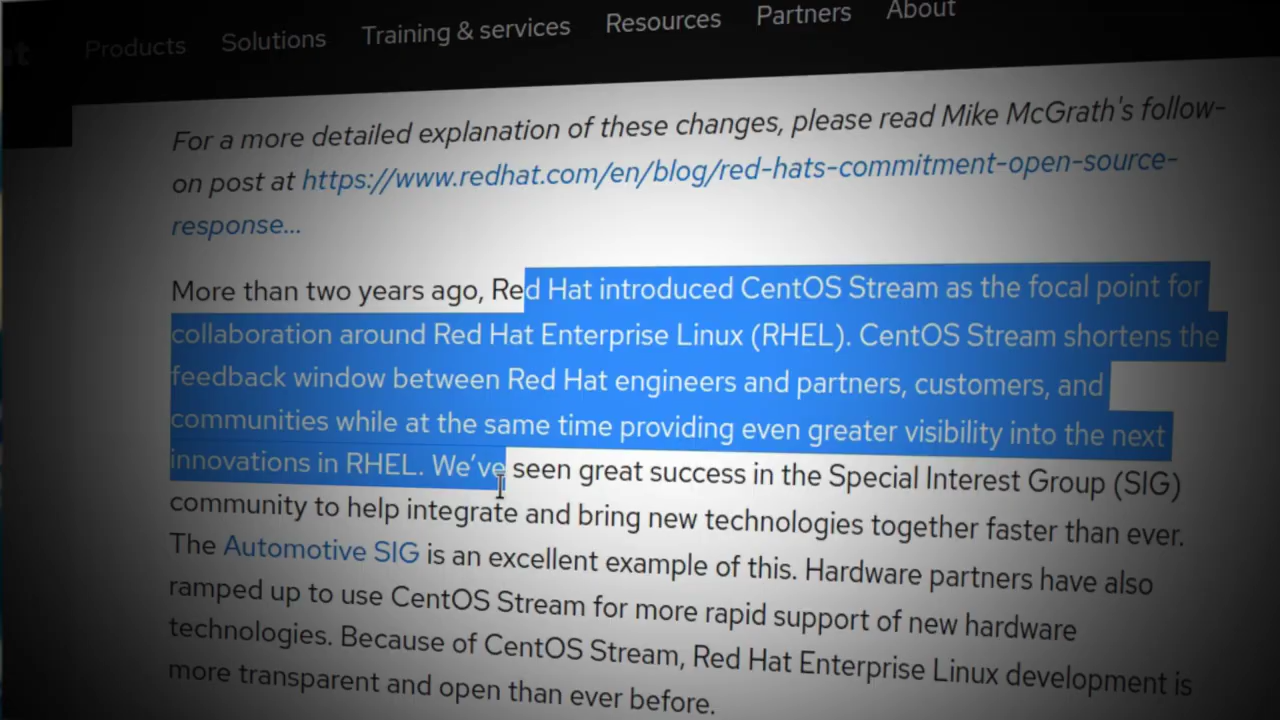 at
Products Solutions Training & services Resources Partners About
For a more detailed explanation of these changes, please read Mike McGrath's follow-
on post at https://www.redhat.com/en/blog/red-hats-commitment-open-source-
response...
More than two years ago, Red Hat introduced CentOS Stream as the focal point for
collaboration around Red Hat Enterprise Linux (RHEL). CentOS Stream shortens the
feedback window between Red Hat engineers and partners, customers, and
communities while at the same time providing even greater visibility into the next
innovations in RHEL. We've seen great success in the Special Interest Group (SIG)
community to help integrate and bring new technologies together faster than ever.
The Automotive SIG is an excellent example of this. Hardware partners have also
ramped up to use CentOS Stream for more rapid support of new hardware
technologies. Because of CentOS Stream, Red Hat Enterprise Linux development is
more transparent and open than ever before.